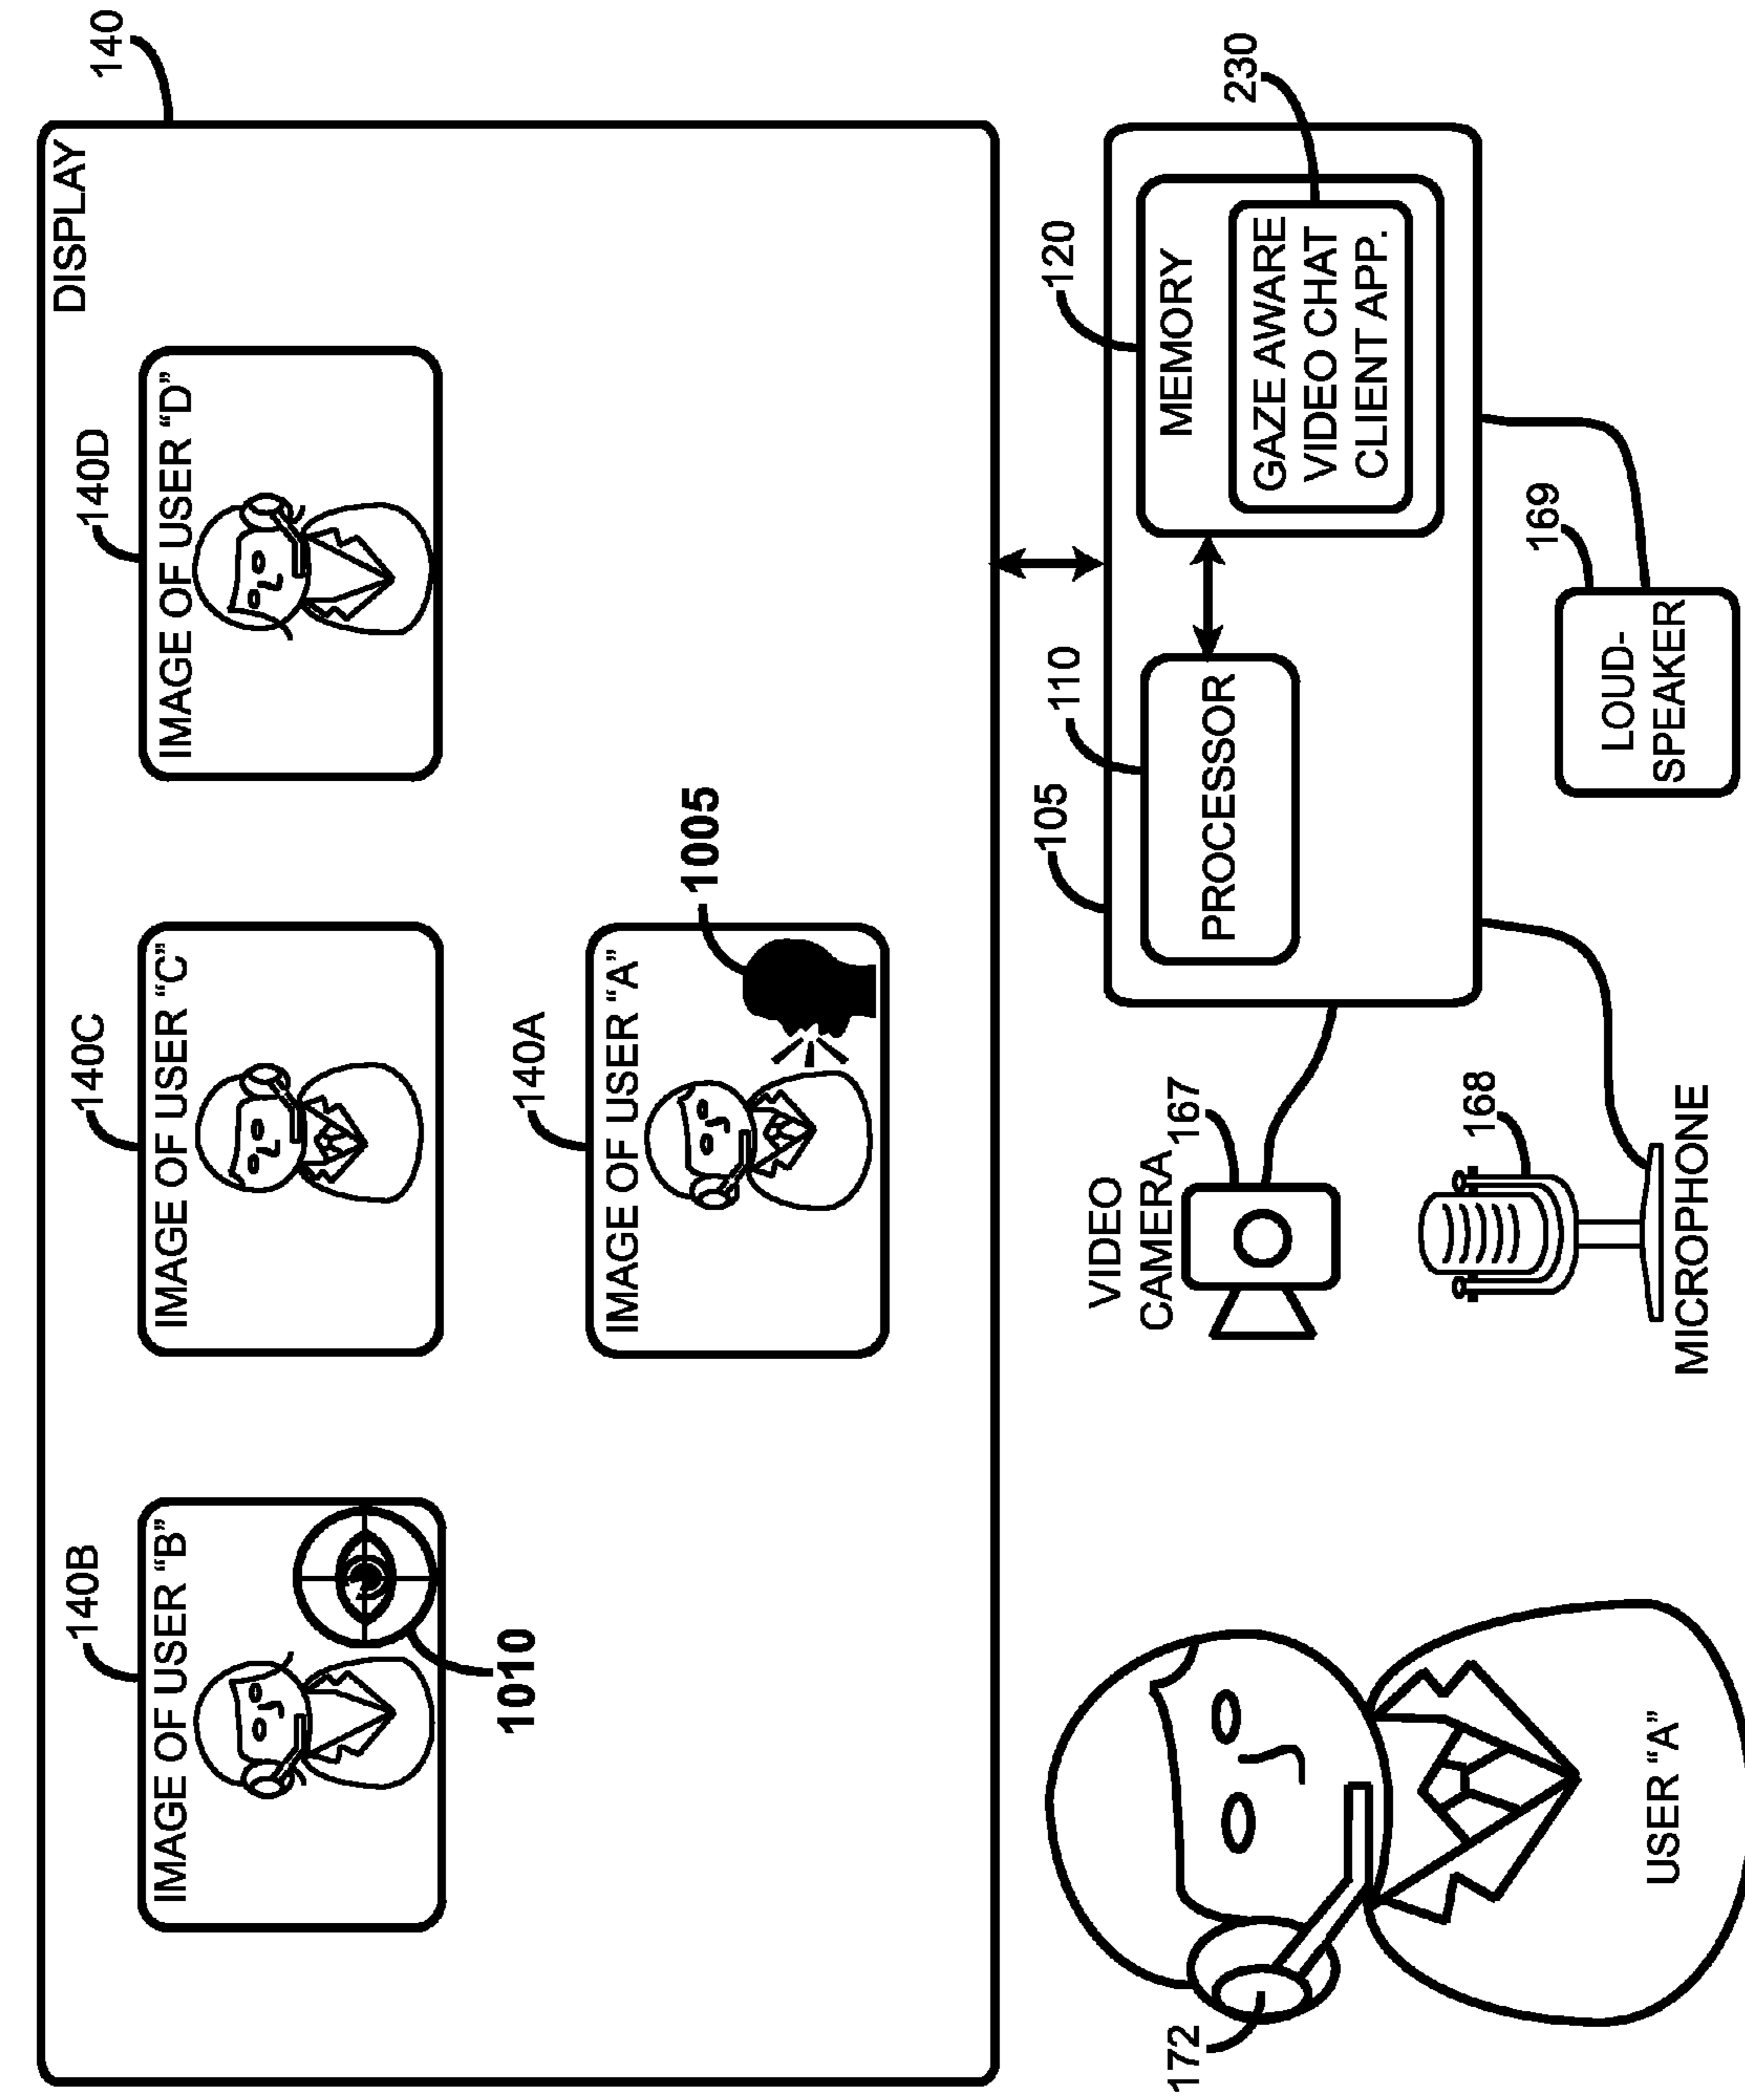 DISPLAY
140
140B
140C
140D
IMAGE OF USER “B”
IMAGE OF USER “C”
IMAGE OF USER “D”
1010
140A
1005
IMAGE OF USER “A”
105
110
120
230
PROCESSOR
MEMORY
GAZE AWARE
VIDEO CHAT
CLIENT APP.
VIDEO
CAMERA
167
168
MICROPHONE
169
LOUD-
SPEAKER
172
USER “A”